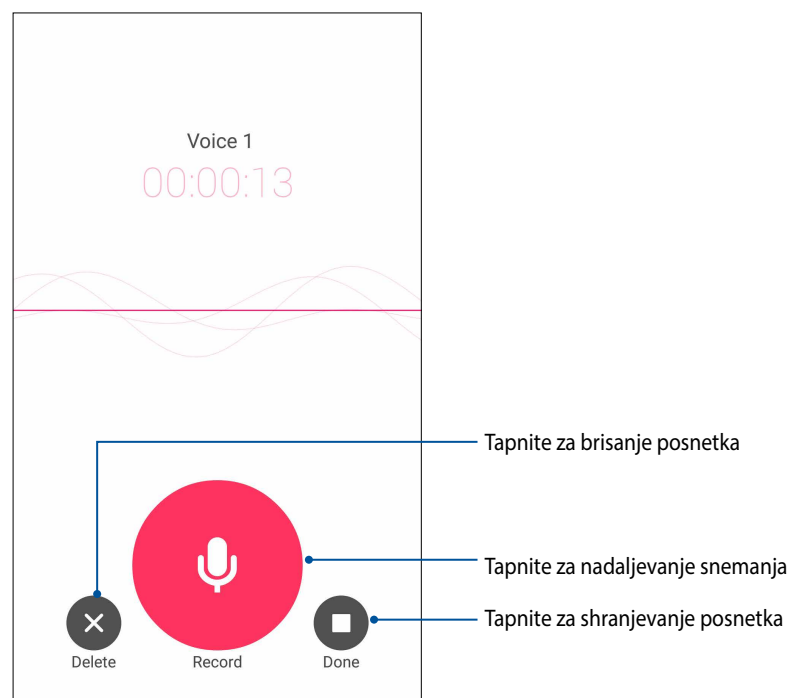 Voice 1
00:00:13
Tapnite za brisanje posnetka
Tapnite za nadaljevanje snemanja
Tapnite za shranjevanje posnetka
Delete
Record
Done